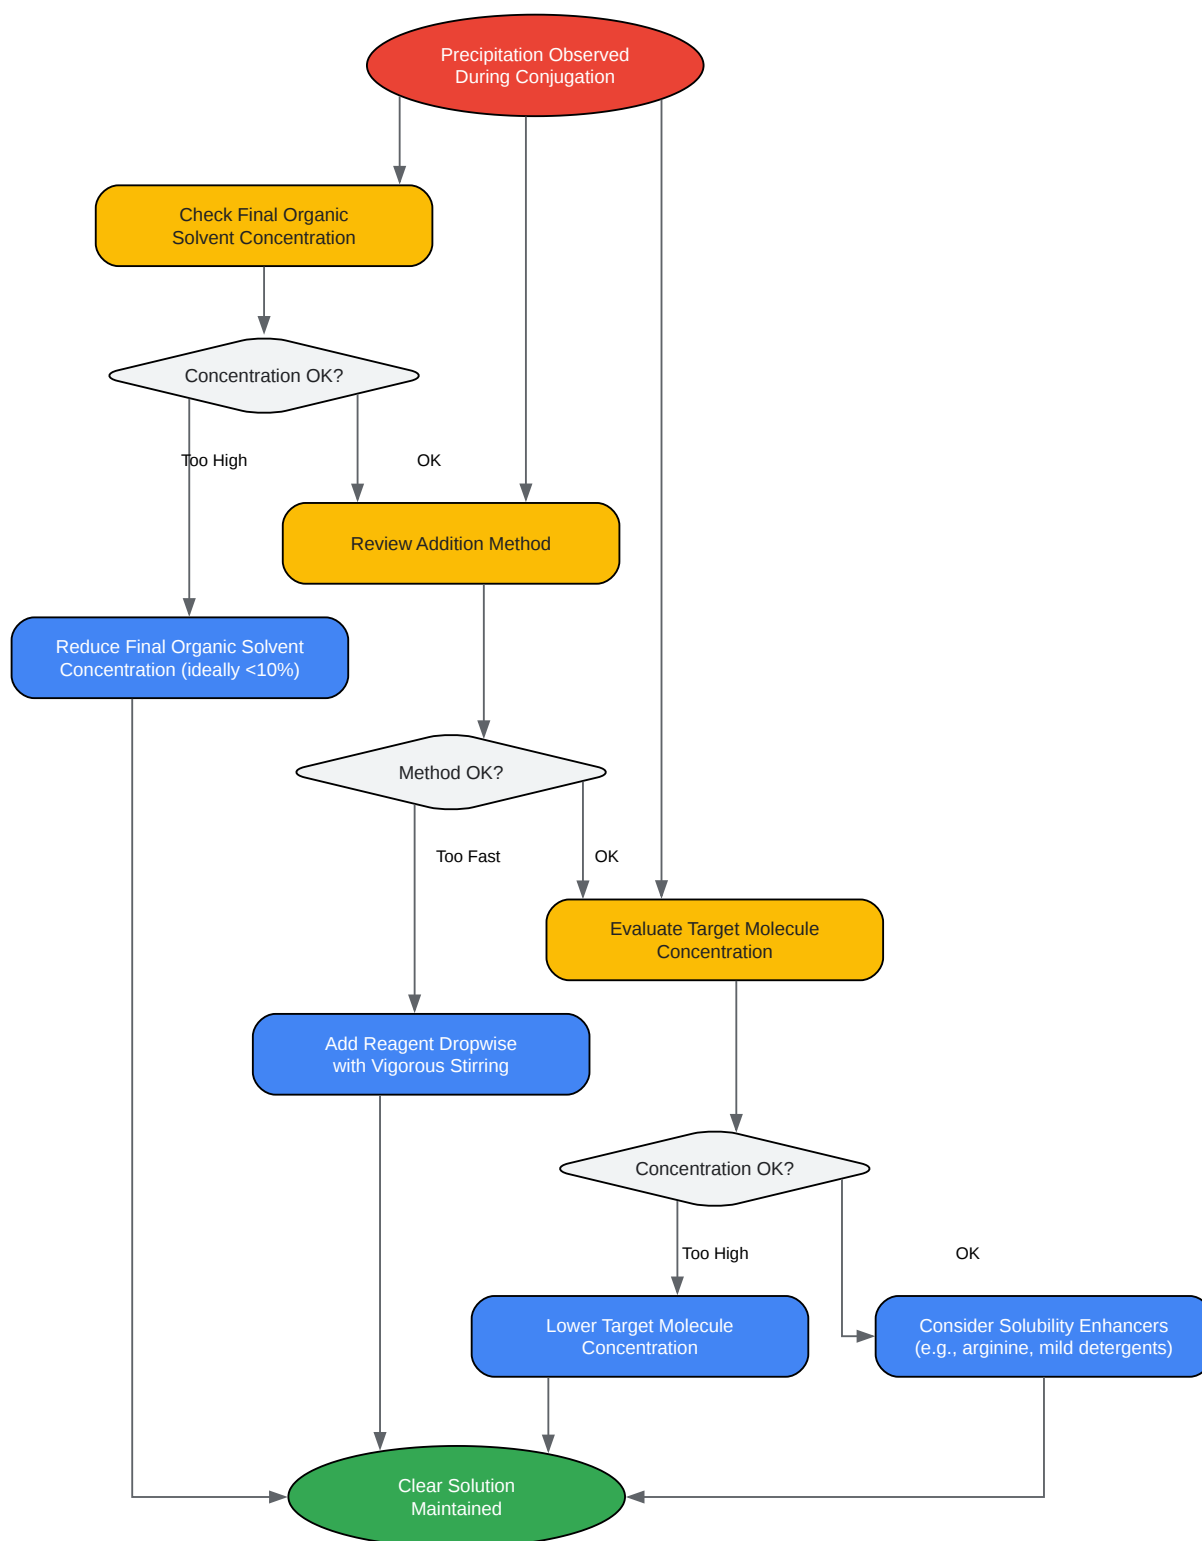 Precipitation Observed
During Conjugation
Check Final Organic
Solvent Concentration
Concentration OK?
Too High
OK
Review Addition Method
Reduce Final Organic Solvent
Concentration (ideally <10%)
Method OK?
Too Fast
OK
Evaluate Target Molecule
Concentration
Add Reagent Dropwise
with Vigorous Stirring
Concentration OK?
Too High
OK
Lower Target Molecule
Concentration
Consider Solubility Enhancers
(e.g., arginine, mild detergents)
Clear Solution
Maintained